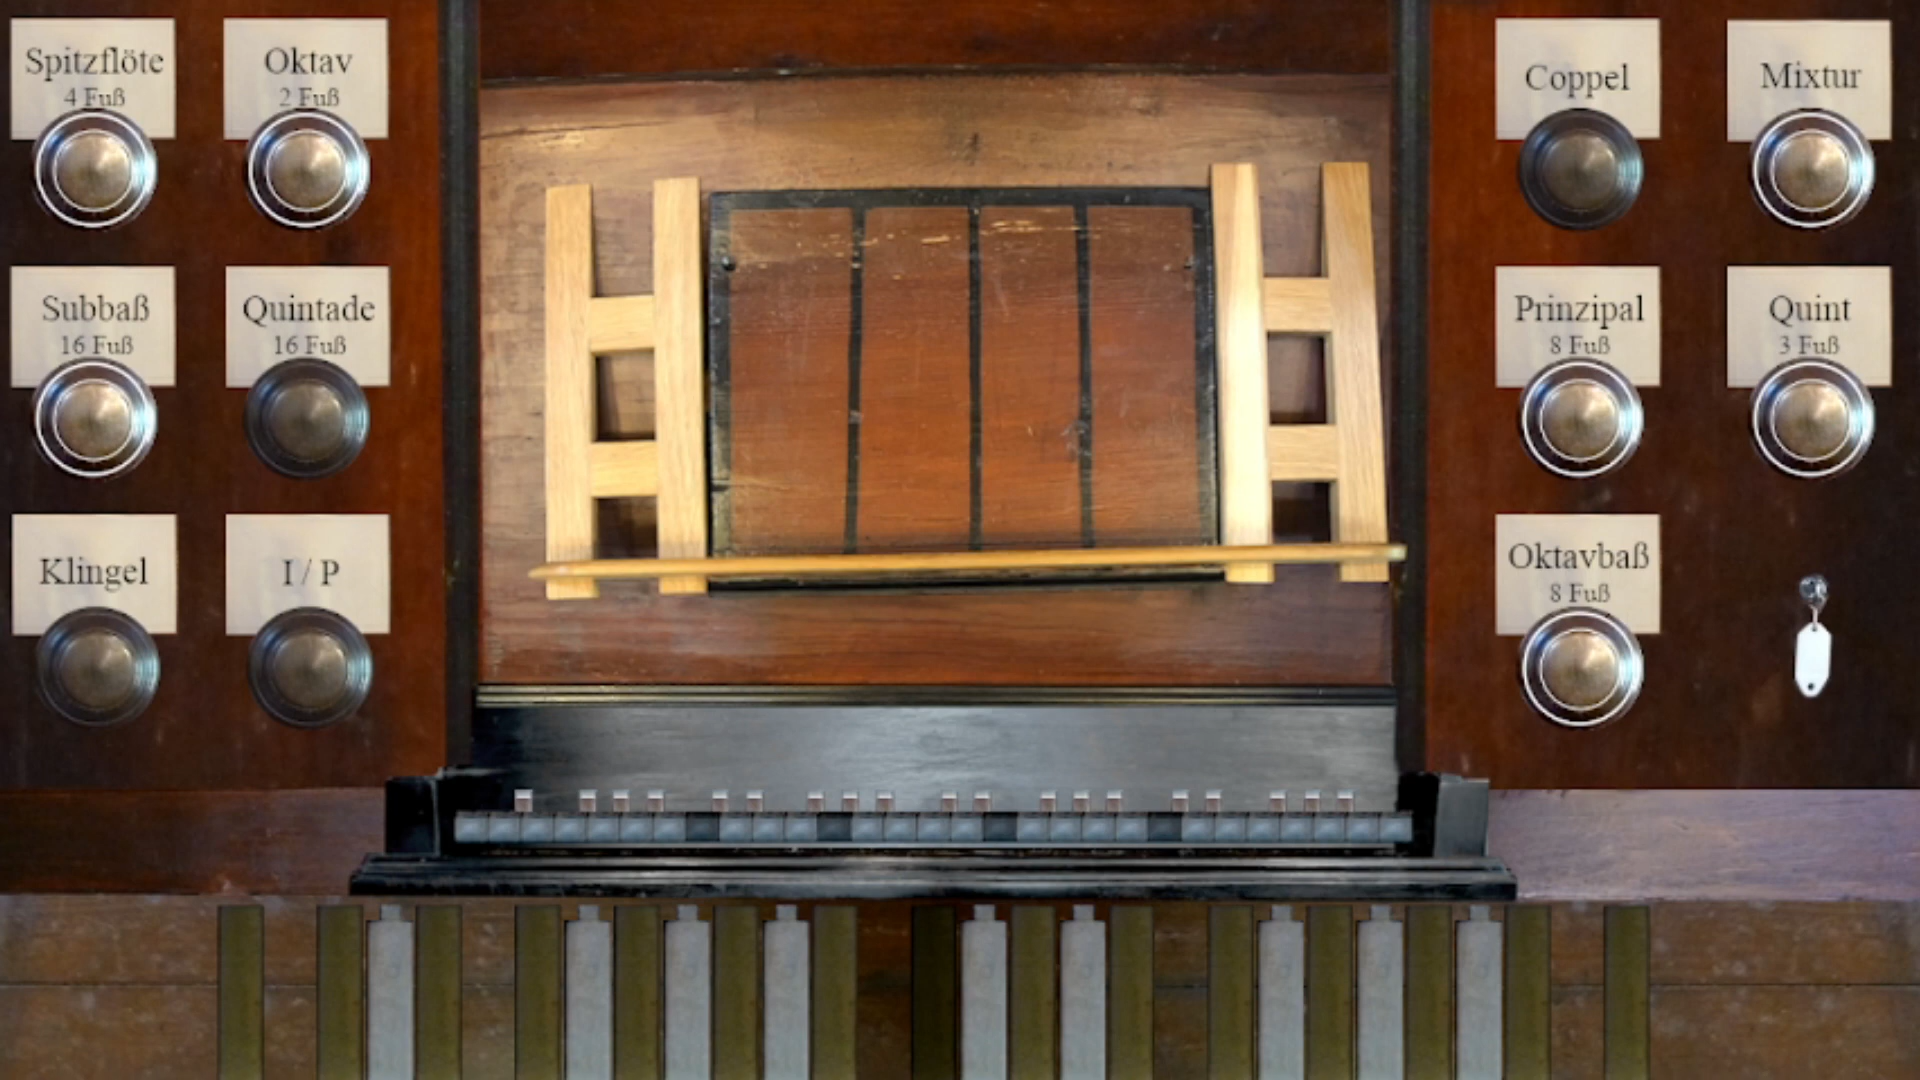 Spitzflöte
4 Fuß
Oktav
2 Fuß
Coppel
Mixtur
Subbaß
16 Fuß
Quintade
16 Fuß
Prinzipal
8 Fuß
Quint
3 Fuß
Klingel
I / P
Oktavbaß
8 Fuß